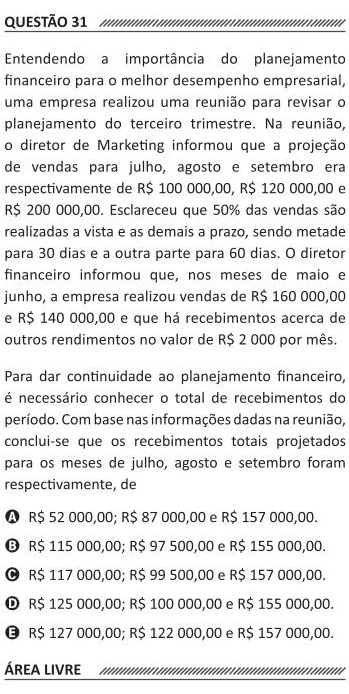 QUESTÃO 31
Entendendo a importância do planejamento
financeiro para o melhor desempenho empresarial,
uma empresa realizou uma reunião para revisar o
planejamento do terceiro trimestre. Na reunião,
o diretor de Marketing informou que a projeção
de vendas para julho, agosto e setembro era
respectivamente de R$ 100 000,00, R$ 120 000,00 e
R$ 200 000,00. Esclareceu que 50% das vendas são
realizadas a vista e as demais a prazo, sendo metade
para 30 dias e a outra parte para 60 dias. O diretor
financeiro informou que, nos meses de maio e
junho, a empresa realizou vendas de R$ 160 000,00
e R$ 140 000,00 e que há recebimentos acerca de
outros rendimentos no valor de R$ 2 000 por mês.
Para dar continuidade ao planejamento financeiro,
é necessário conhecer o total de recebimentos do
período. Com base nas informações dadas na reunião,
conclui-se que os recebimentos totais projetados
para os meses de julho, agosto e setembro foram
respectivamente, de
A R$ 52 000,00; R$ 87 000,00 e R$ 157 000,00.
B R$ 115 000,00; R$ 97 500,00 e R$ 155 000,00.
C R$ 117 000,00; R$ 99 500,00 e R$ 157 000,00.
D R$ 125 000,00; R$ 100 000,00 e R$ 155 000,00.
E R$ 127 000,00; R$ 122 000,00 e R$ 157 000,00.
ÁREA LIVRE